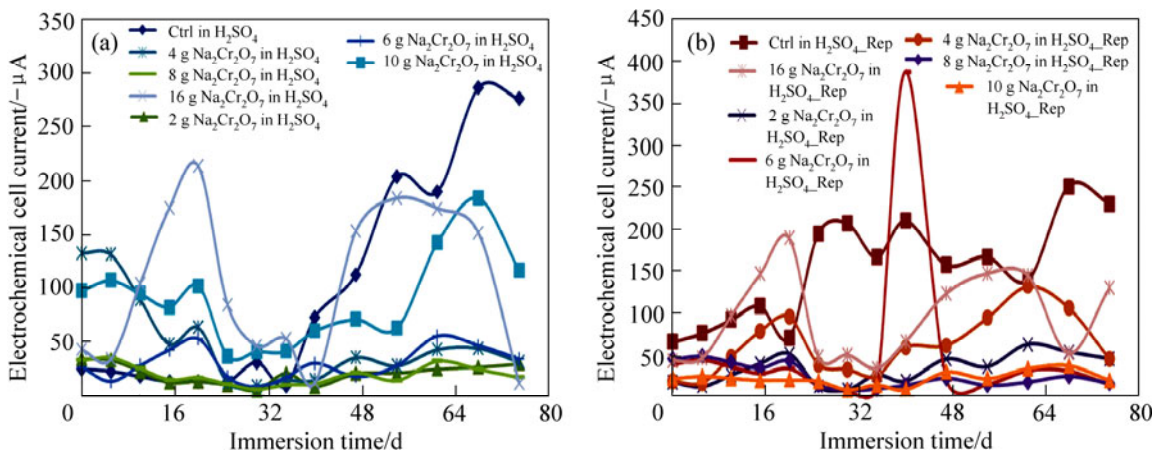 (a)
Ctrl in H₂SO₄
4 g Na₂Cr₂O₇ in H₂SO₄
8 g Na₂Cr₂O₇ in H₂SO₄
16 g Na₂Cr₂O₇ in H₂SO₄
2 g Na₂Cr₂O₇ in H₂SO₄
6 g Na₂Cr₂O₇ in H₂SO₄
10 g Na₂Cr₂O₇ in H₂SO₄
Electrochemical cell current/−μA
350
300
250
200
150
100
50
0
16
32
48
64
80
Immersion time/d
(b)
Ctrl in H₂SO₄_Rep
16 g Na₂Cr₂O₇ in
H₂SO₄_Rep
2 g Na₂Cr₂O₇ in
H₂SO₄_Rep
6 g Na₂Cr₂O₇ in
H₂SO₄_Rep
4 g Na₂Cr₂O₇ in H₂SO₄_Rep
8 g Na₂Cr₂O₇ in H₂SO₄_Rep
10 g Na₂Cr₂O₇ in
H₂SO₄_Rep
Electrochemical cell current/−μA
450
400
350
300
250
200
150
100
50
0
16
32
48
64
80
Immersion time/d